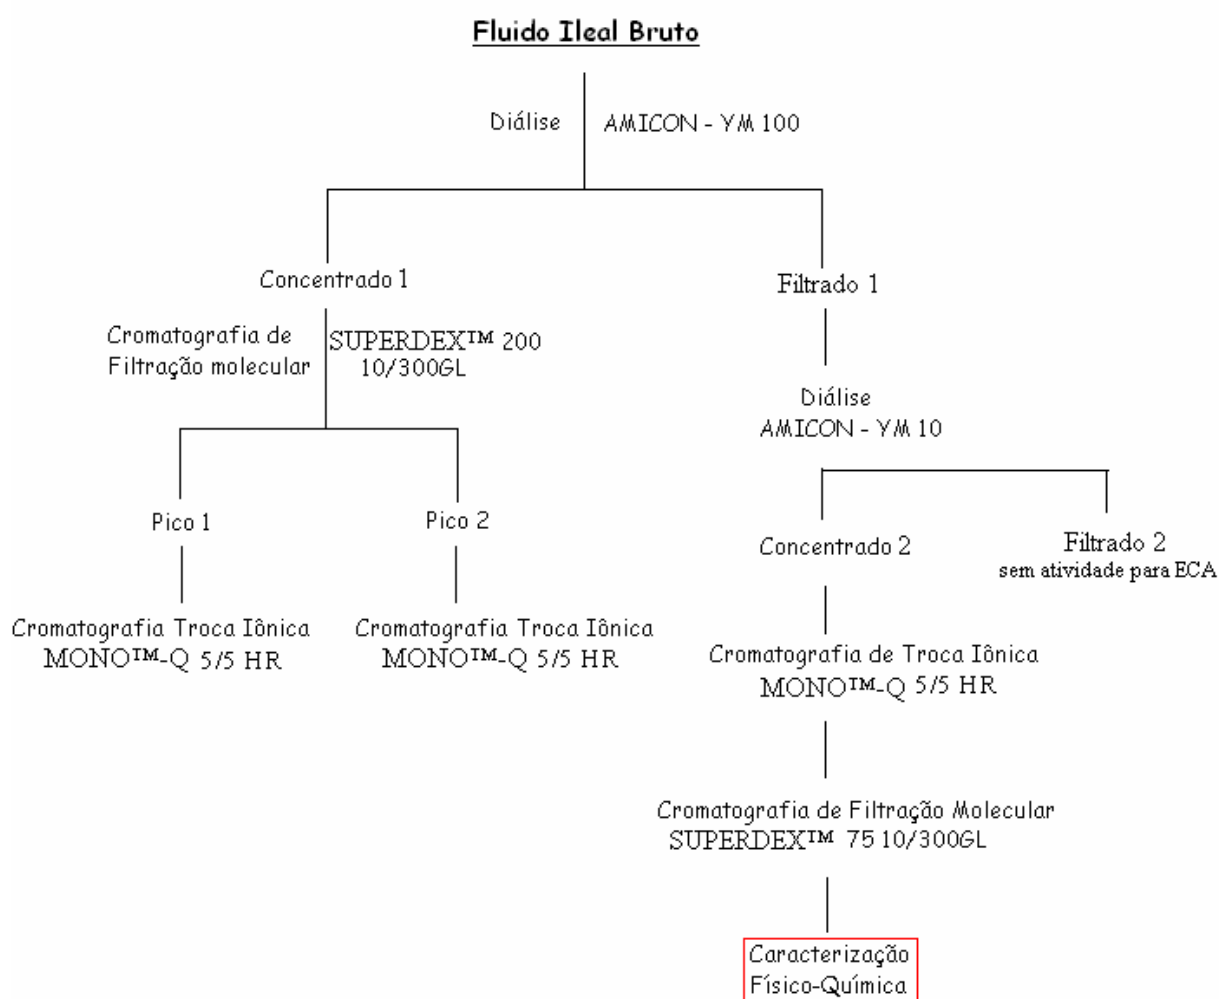 Fluido Ileal Bruto
Diálise AMICON - YM 100
Concentrado 1
Filtrado 1
Cromatografia de
Filtração molecular
SUPERDEX™ 200
10/300GL
Diálise
AMICON - YM 10
Pico 1
Pico 2
Concentrado 2
Filtrado 2
sem atividade para ECA
Cromatografia Troca Iônica
MONO™-Q 5/5 HR
Cromatografia Troca Iônica
MONO™-Q 5/5 HR
Cromatografia de Troca Iônica
MONO™-Q 5/5 HR
Cromatografia de Filtração Molecular
SUPERDEX™ 75 10/300GL
Caracterização
Físico-Química